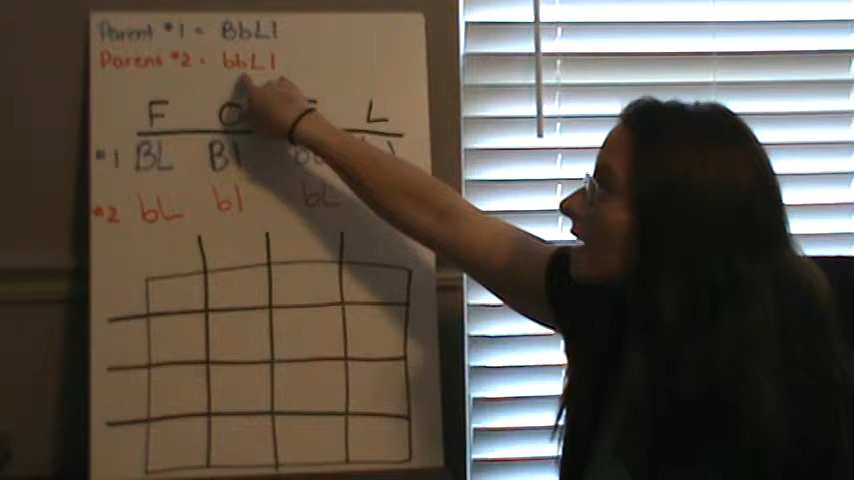 Parent #1 = BbLl
Parent #2 = bbLl
F O L
#1 BL Bl
#2 bL bl bL